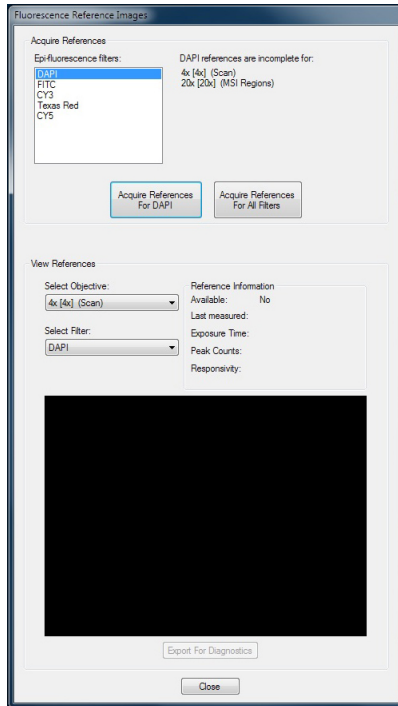 Fluorescence Reference Images
Acquire References
Epi-fluorescence filters:
DAPI
FITC
CY3
Texas Red
CY5
DAPI references are incomplete for:
4x [4x] (Scan)
20x [20x] (MSI Regions)
Acquire References
For DAPI
Acquire References
For All Filters
View References
Select Objective:
4x [4x] (Scan)
Select Filter:
DAPI
Reference Information
Available: No
Last measured:
Exposure Time:
Peak Counts:
Responsivity:
Export For Diagnostics
Close